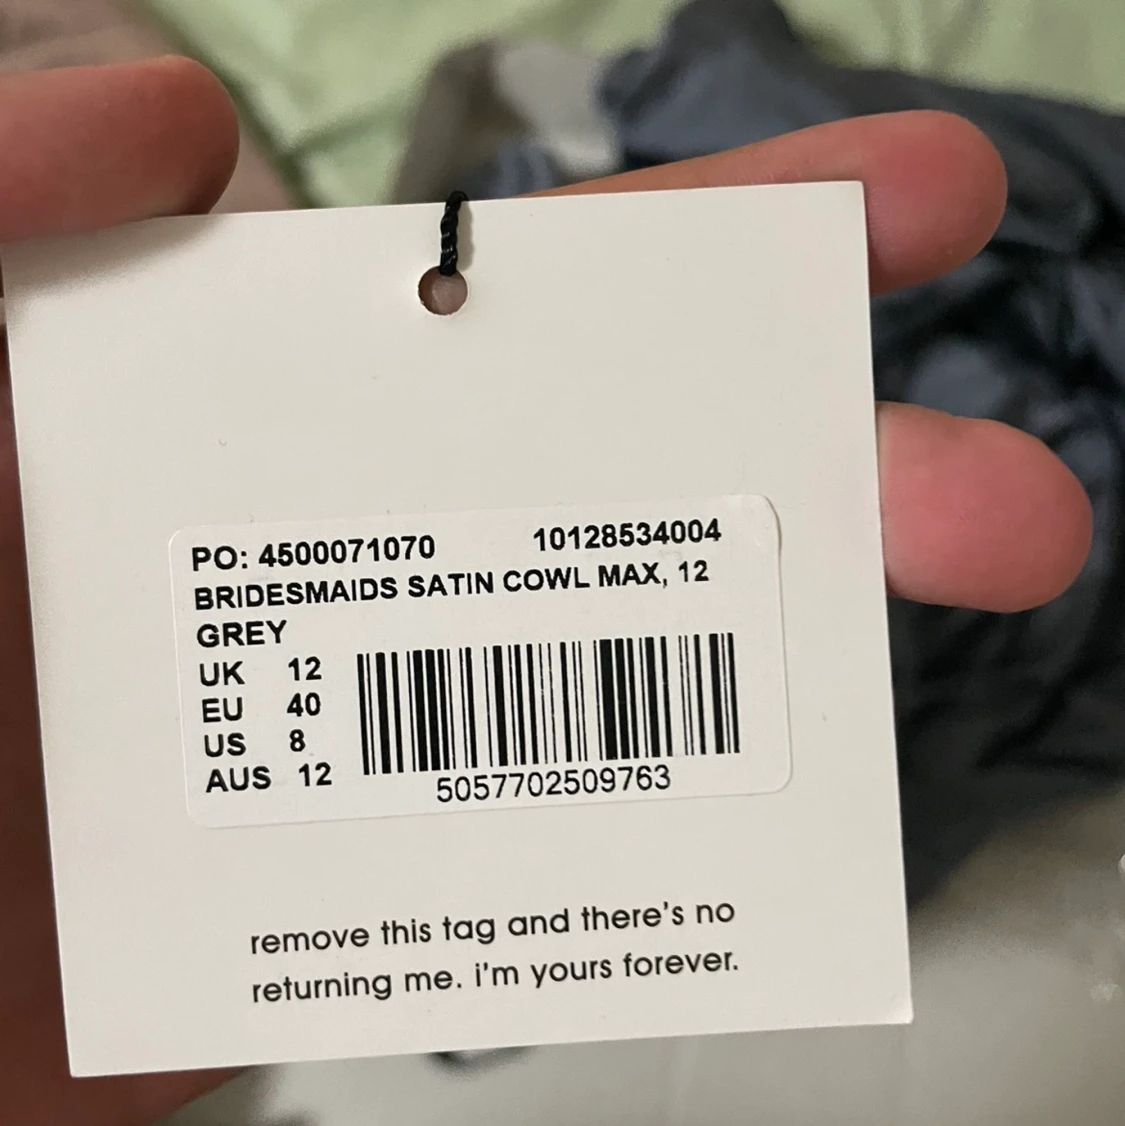 PO: 4500071070 10128534004
BRIDESMAIDS SATIN COWL MAX, 12
GREY
UK 12
EU 40
US 8
AUS 12
5057702509763
remove this tag and there's no
returning me. i'm yours forever.